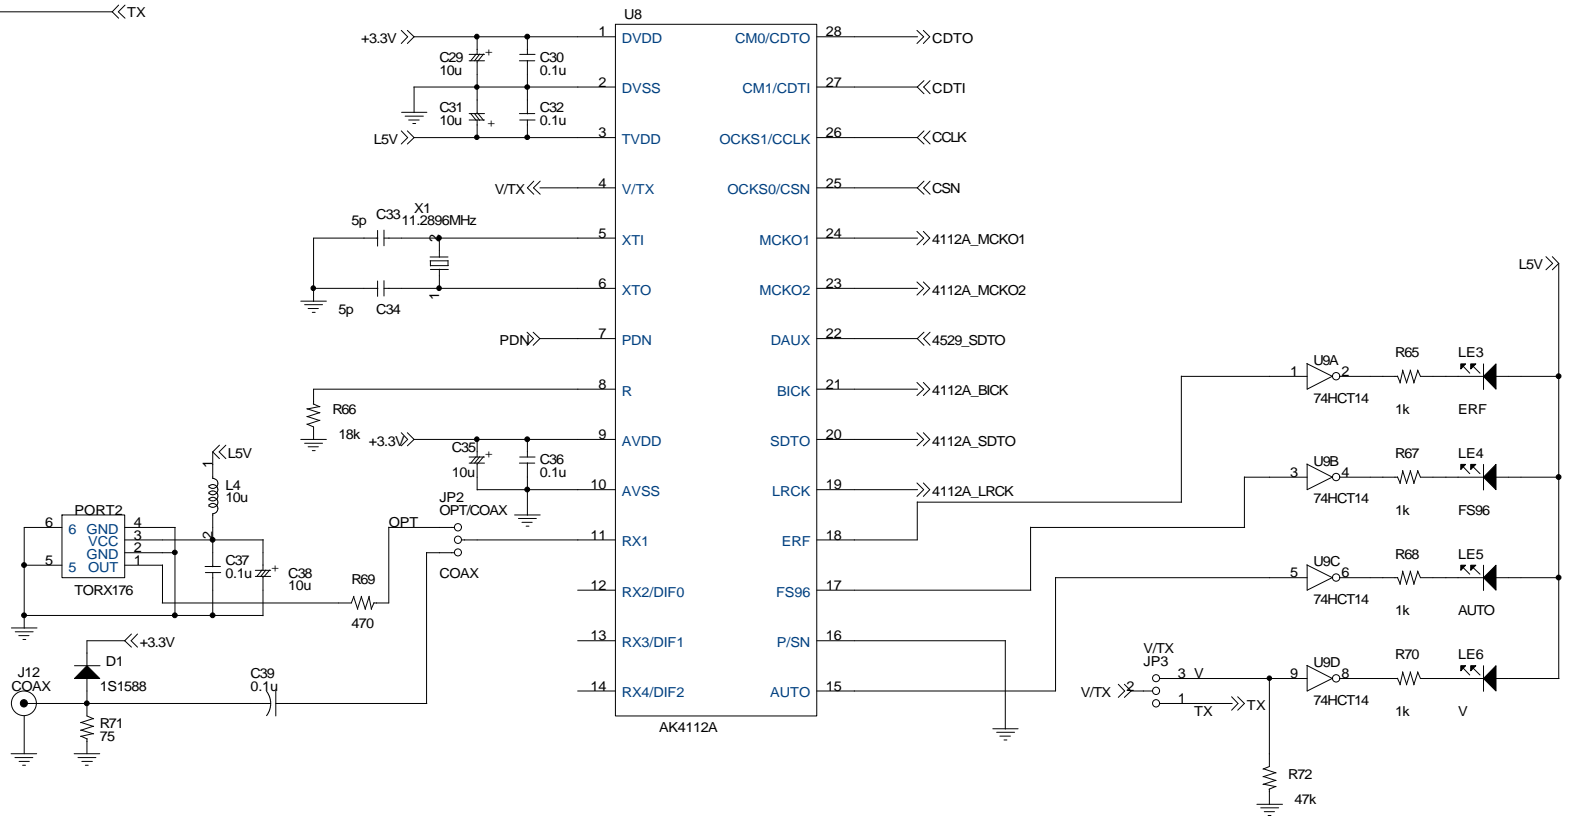 TX
U8
+3.3V
1
DVDD
CM0/CDTO
28
CDTO
C29
10u
+
C30
0.1u
2
DVSS
CM1/CDTI
27
CDTI
C31
10u
+
C32
0.1u
L5V
3
TVDD
OCKS1/CCLK
26
CCLK
V/TX
4
V/TX
OCKS0/CSN
25
CSN
5p
C33
X1
11.2896MHz
2
5
XTI
MCKO1
24
4112A_MCKO1
1
6
XTO
MCKO2
23
4112A_MCKO2
5p
C34
PDN
7
PDN
DAUX
22
4529_SDTO
8
R
BICK
21
4112A_BICK
R66
18k
+3.3V
9
AVDD
SDTO
20
4112A_SDTO
C35
10u
+
C36
0.1u
10
AVSS
LRCK
19
4112A_LRCK
JP2
OPT/COAX
OPT
11
RX1
ERF
18
COAX
12
RX2/DIF0
FS96
17
13
RX3/DIF1
P/SN
16
14
RX4/DIF2
AUTO
15
AK4112A
L5V
1
L4
10u
2
PORT2
6
6
GND
4
VCC
3
GND
2
5
5
OUT
1
TORX176
C37
0.1u
+
C38
10u
R69
470
+3.3V
D1
1S1588
J12
COAX
R71
75
C39
0.1u
L5V
1
U9A
2
74HCT14
R65
1k
LE3
ERF
3
U9B
4
74HCT14
R67
1k
LE4
FS96
5
U9C
6
74HCT14
R68
1k
LE5
AUTO
V/TX
JP3
V/TX
2
3
V
1
TX
TX
9
U9D
8
74HCT14
R70
1k
LE6
V
R72
47k